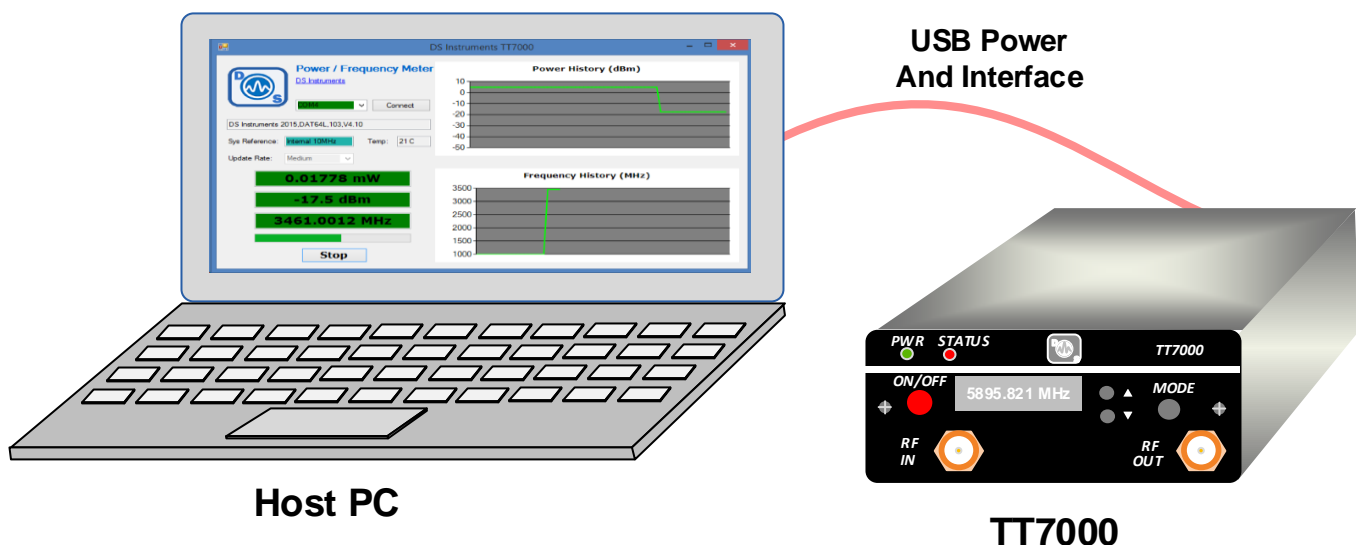 DS Instruments TT7000
D
S
Power / Frequency Meter
DS Instruments
COM4
Connect
DS Instruments 2015,DAT64L,103,V4.10
Sys Reference:
Internal 10MHz
Temp:
21 C
Update Rate:
Medium
0.01778 mW
-17.5 dBm
3461.0012 MHz
Stop
Power History (dBm)
10
0
-10
-20
-30
-40
-50
Frequency History (MHz)
3500
3000
2500
2000
1500
1000
USB Power
And Interface
PWR STATUS
TT7000
ON/OFF
5895.821 MHz
MODE
RF
IN
RF
OUT
Host PC
TT7000